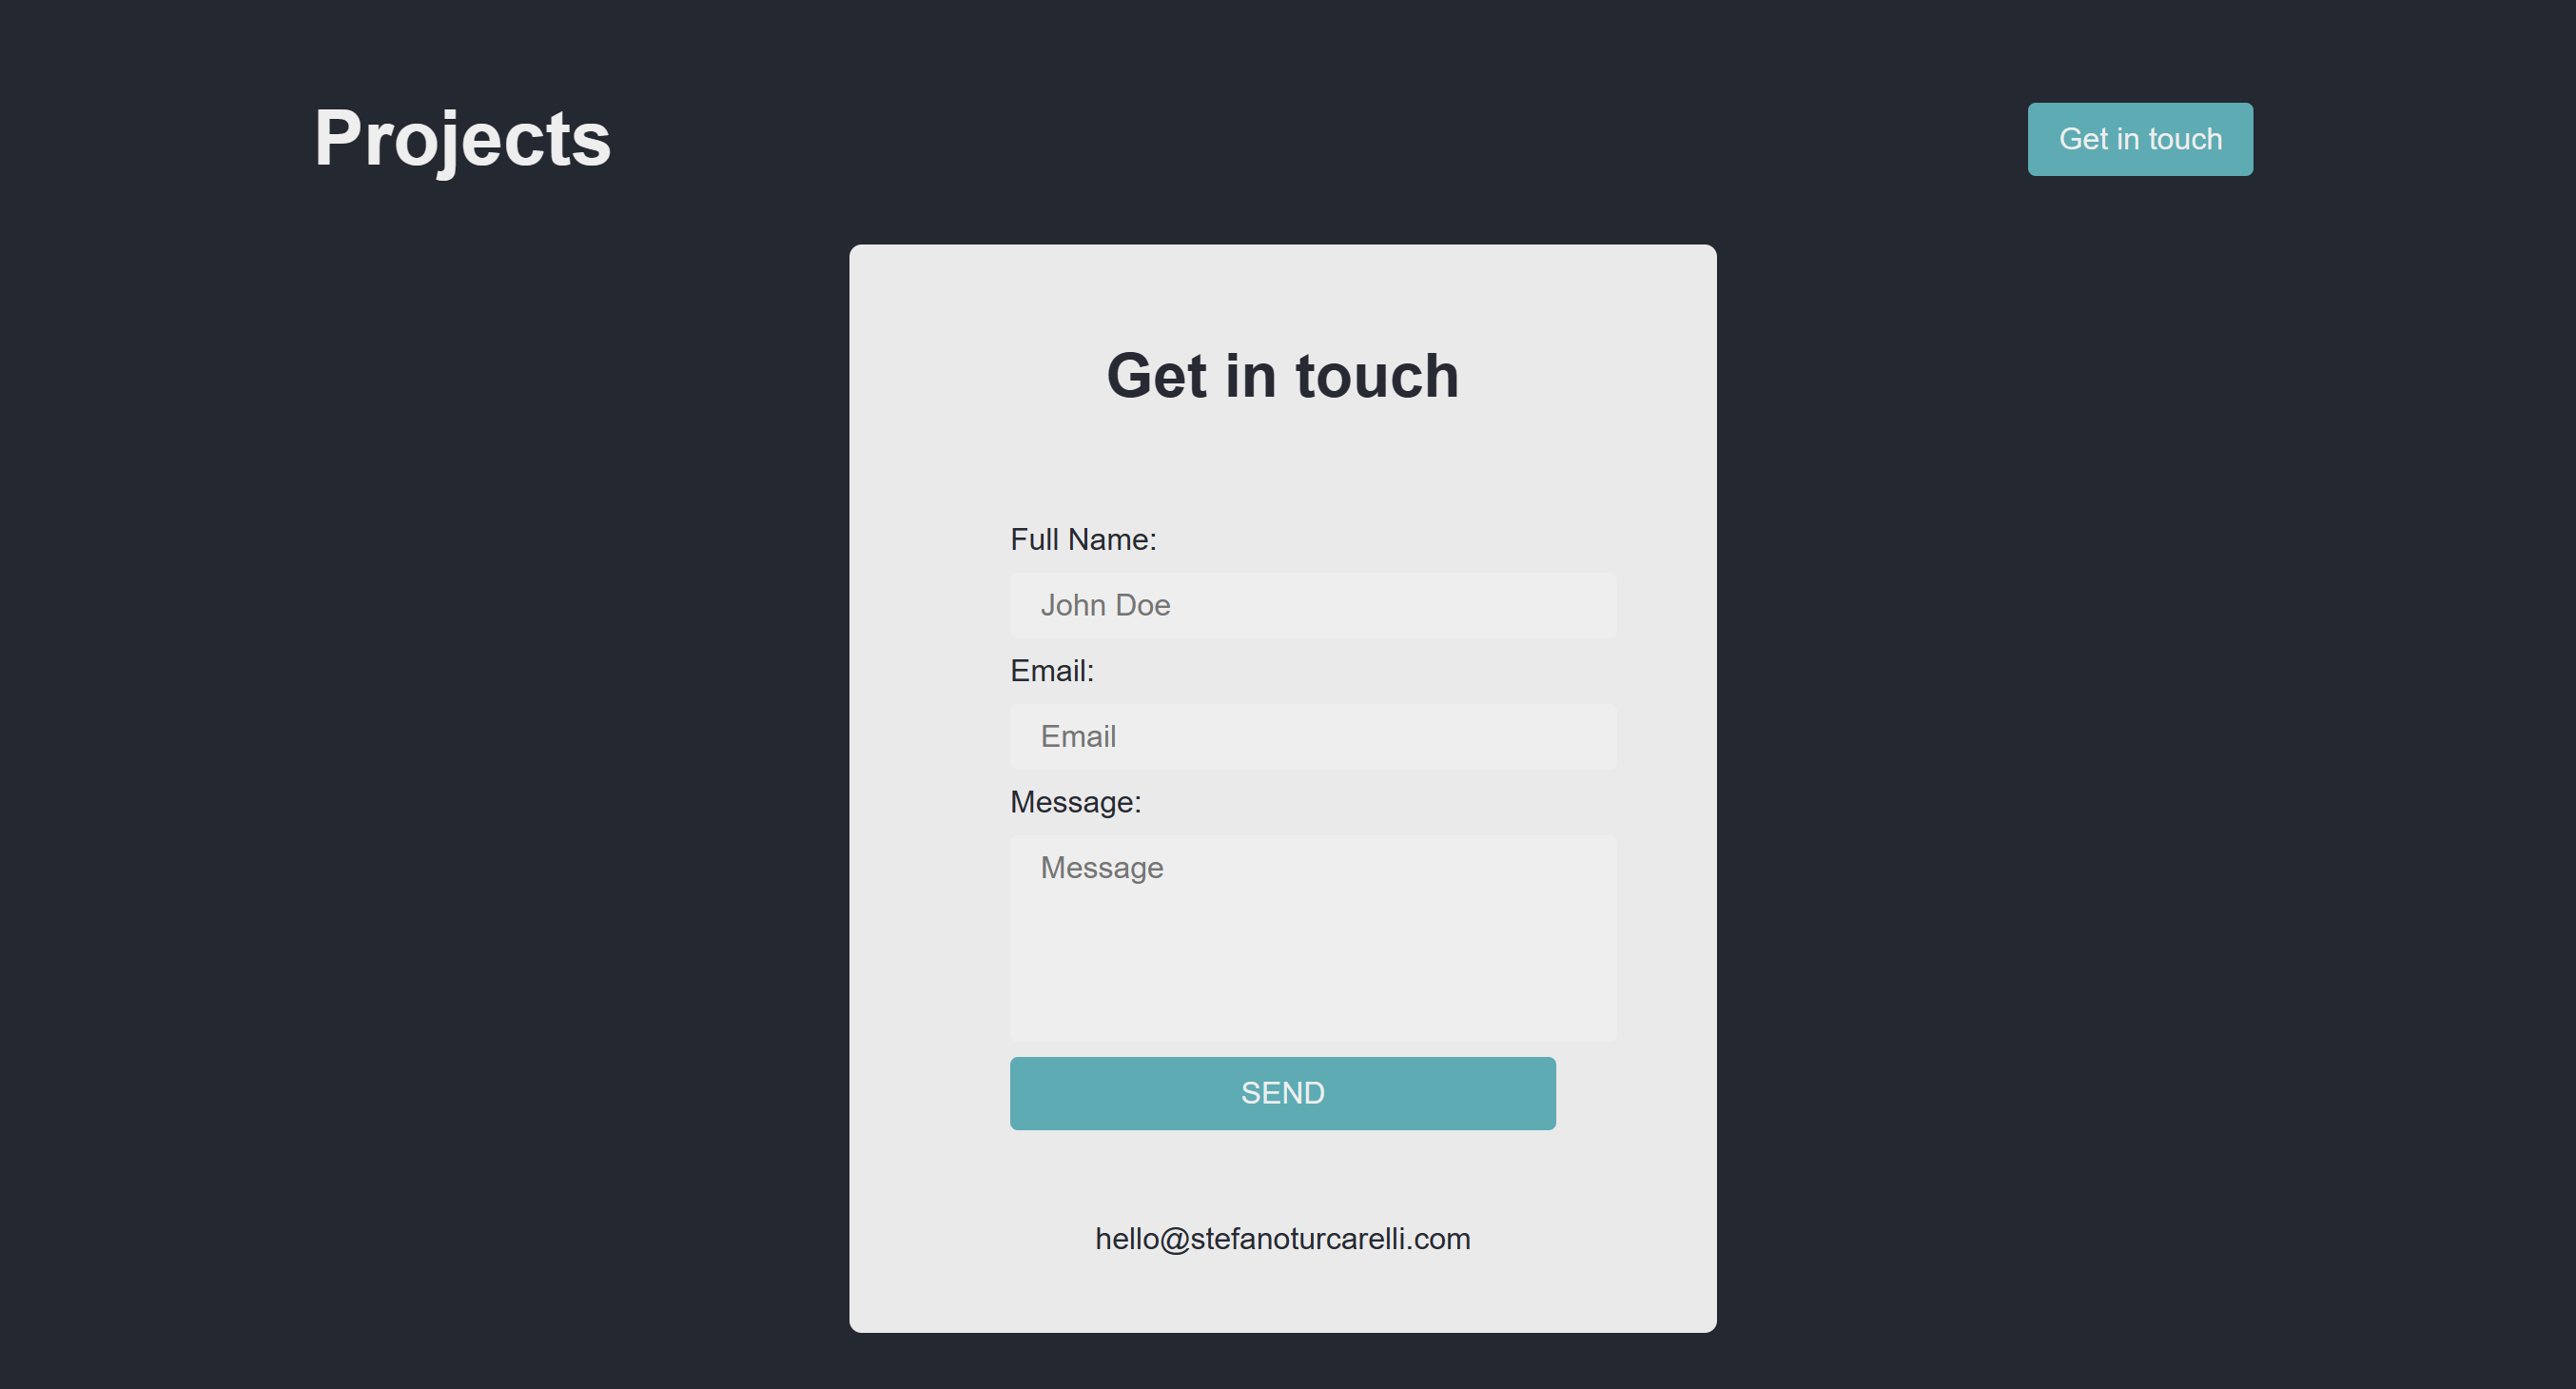 Projects
Get in touch
Get in touch
Full Name:
John Doe
Email:
Email
Message:
Message
SEND
hello@stefanoturcarelli.com